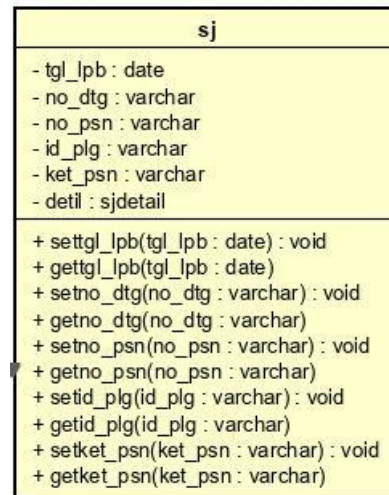 sj
- tgl_lpb : date
- no_dtg : varchar
- no_psn : varchar
- id_plg : varchar
- ket_psn : varchar
- detil : sjdetail
+ settgl_lpb(tgl_lpb : date) : void
+ gettgl_lpb(tgl_lpb : date)
+ setno_dtg(no_dtg : varchar) : void
+ getno_dtg(no_dtg : varchar)
+ setno_psn(no_psn : varchar) : void
+ getno_psn(no_psn : varchar)
+ setid_plg(id_plg : varchar) : void
+ getid_plg(id_plg : varchar)
+ setket_psn(ket_psn : varchar) : void
+ getket_psn(ket_psn : varchar)